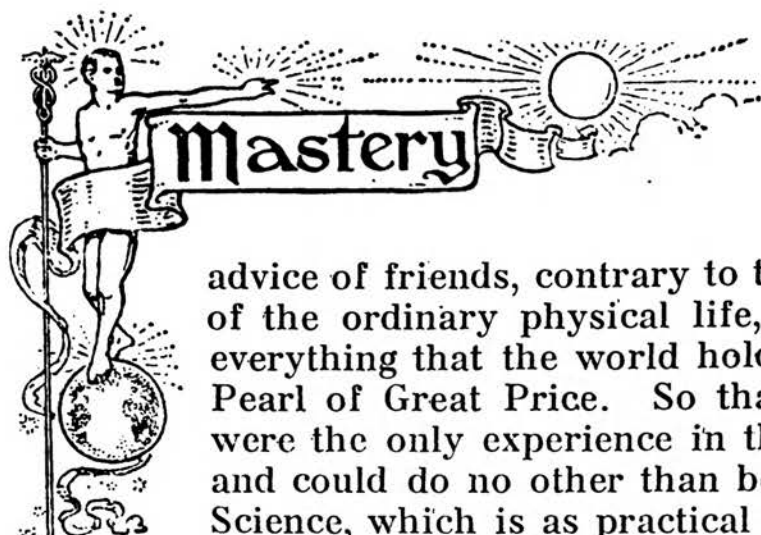 Mastery
advice of friends, contrary to t
of the ordinary physical life,
everything that the world hol
Pearl of Great Price. So tha
were the only experience in th
and could do no other than b
Science, which is as practical